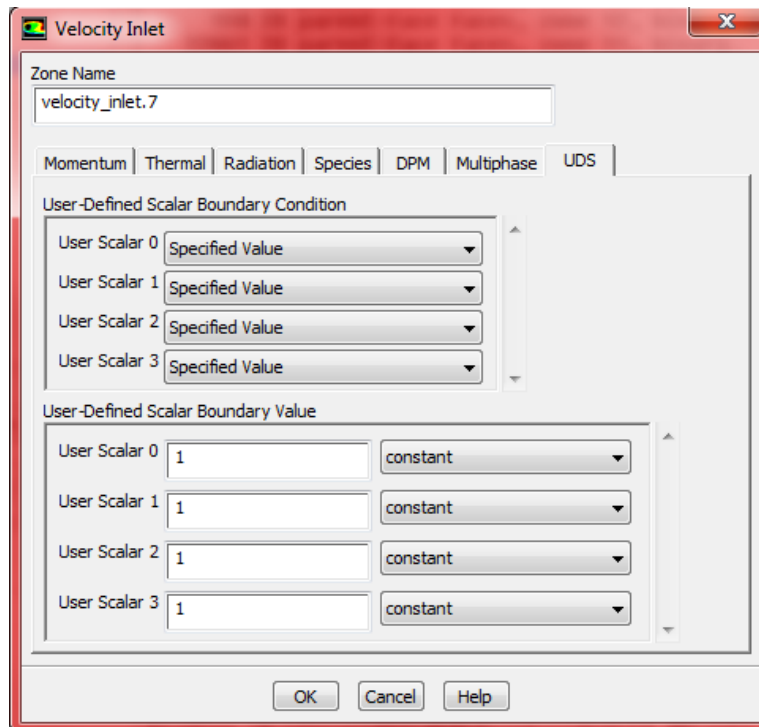 Velocity Inlet
Zone Name
velocity_inlet.7
Momentum Thermal Radiation Species DPM Multiphase UDS
User-Defined Scalar Boundary Condition
User Scalar 0 Specified Value
User Scalar 1 Specified Value
User Scalar 2 Specified Value
User Scalar 3 Specified Value
User-Defined Scalar Boundary Value
User Scalar 0 1 constant
User Scalar 1 1 constant
User Scalar 2 1 constant
User Scalar 3 1 constant
OK Cancel Help